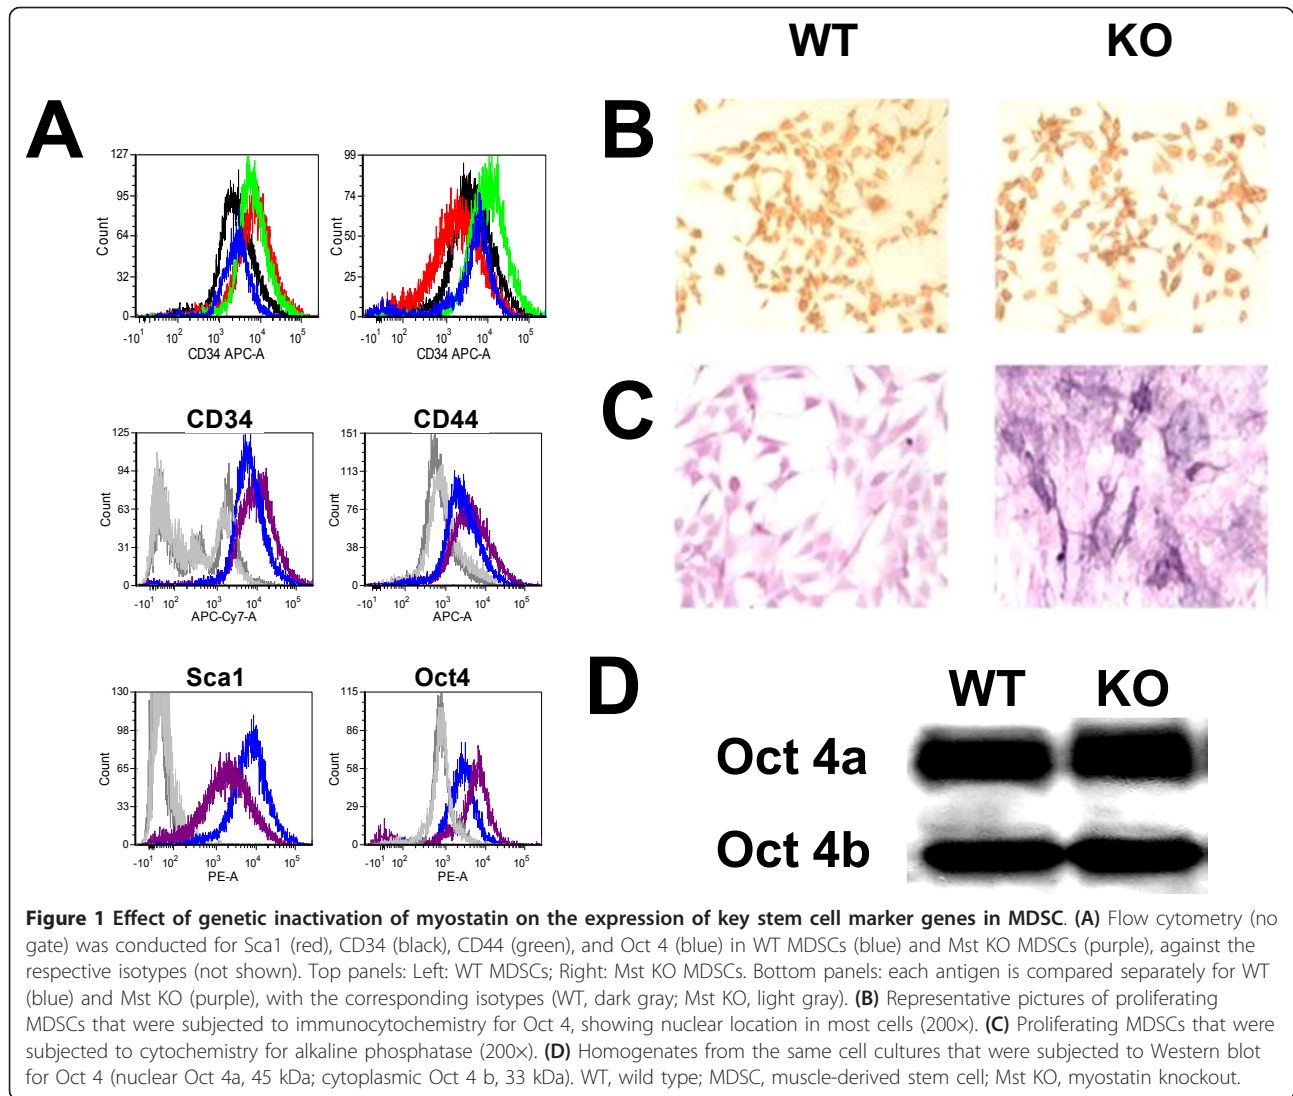 WT KO
A
B
127
95
64
32
0
Count
-10¹ 10² 10³ 10⁴ 10⁵
CD34 APC-A
99
74
50
25
0
Count
-10¹ 10² 10³ 10⁴ 10⁵
CD34 APC-A
C
CD34
125
94
63
31
0
Count
-10¹ 10² 10³ 10⁴ 10⁵
APC-Cy7-A
CD44
151
113
76
38
0
Count
-10¹ 10² 10³ 10⁴ 10⁵
APC-A
Sca1
130
98
65
33
0
Count
-10¹ 10² 10³ 10⁴ 10⁵
PE-A
Oct4
115
86
58
29
0
Count
-10¹ 10² 10³ 10⁴ 10⁵
PE-A
D
WT KO
Oct 4a
Oct 4b
Figure 1 Effect of genetic inactivation of myostatin on the expression of key stem cell marker genes in MDSC. (A) Flow cytometry (no
gate) was conducted for Sca1 (red), CD34 (black), CD44 (green), and Oct 4 (blue) in WT MDSCs (blue) and Mst KO MDSCs (purple), against the
respective isotypes (not shown). Top panels: Left: WT MDSCs; Right: Mst KO MDSCs. Bottom panels: each antigen is compared separately for WT
(blue) and Mst KO (purple), with the corresponding isotypes (WT, dark gray; Mst KO, light gray). (B) Representative pictures of proliferating
MDSCs that were subjected to immunocytochemistry for Oct 4, showing nuclear location in most cells (200×). (C) Proliferating MDSCs that were
subjected to cytochemistry for alkaline phosphatase (200×). (D) Homogenates from the same cell cultures that were subjected to Western blot
for Oct 4 (nuclear Oct 4a, 45 kDa; cytoplasmic Oct 4 b, 33 kDa). WT, wild type; MDSC, muscle-derived stem cell; Mst KO, myostatin knockout.